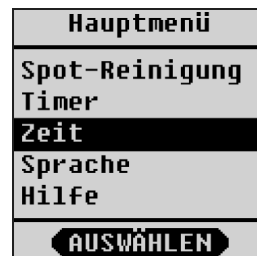 Hauptmenü
Spot-Reinigung
Timer
Zeit
Sprache
Hilfe
AUSWÄHLEN